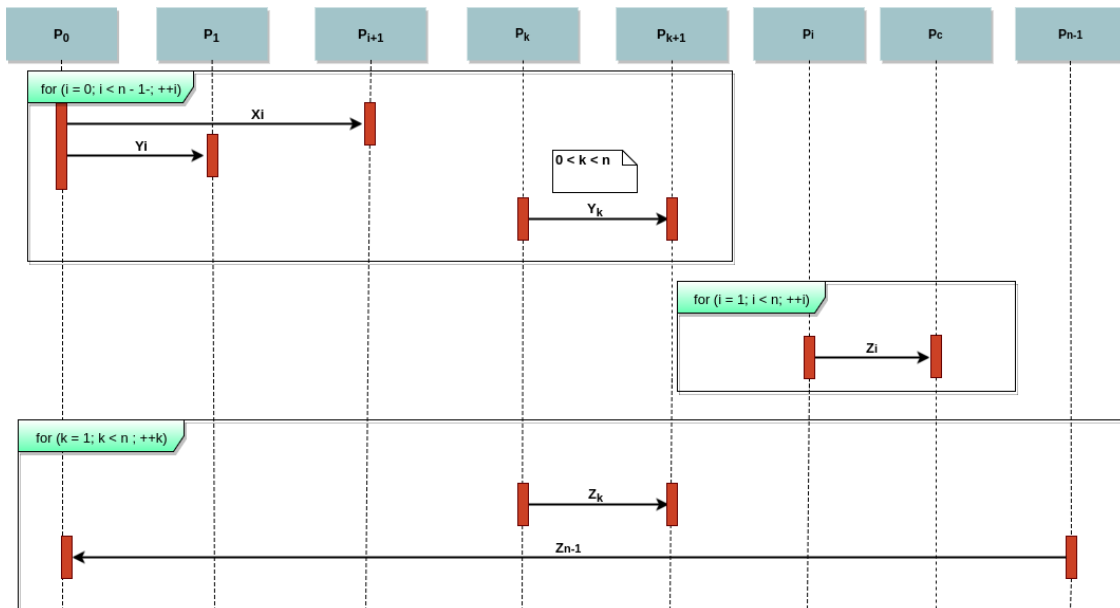 P0 P1 Pi+1 Pk Pk+1 Pi Pc Pn-1
for (i = 0; i < n - 1-; ++i)
Xi
Yi
0 < k < n
Yk
for (i = 1; i < n; ++i)
Zi
for (k = 1; k < n ; ++k)
Zk
Zn-1